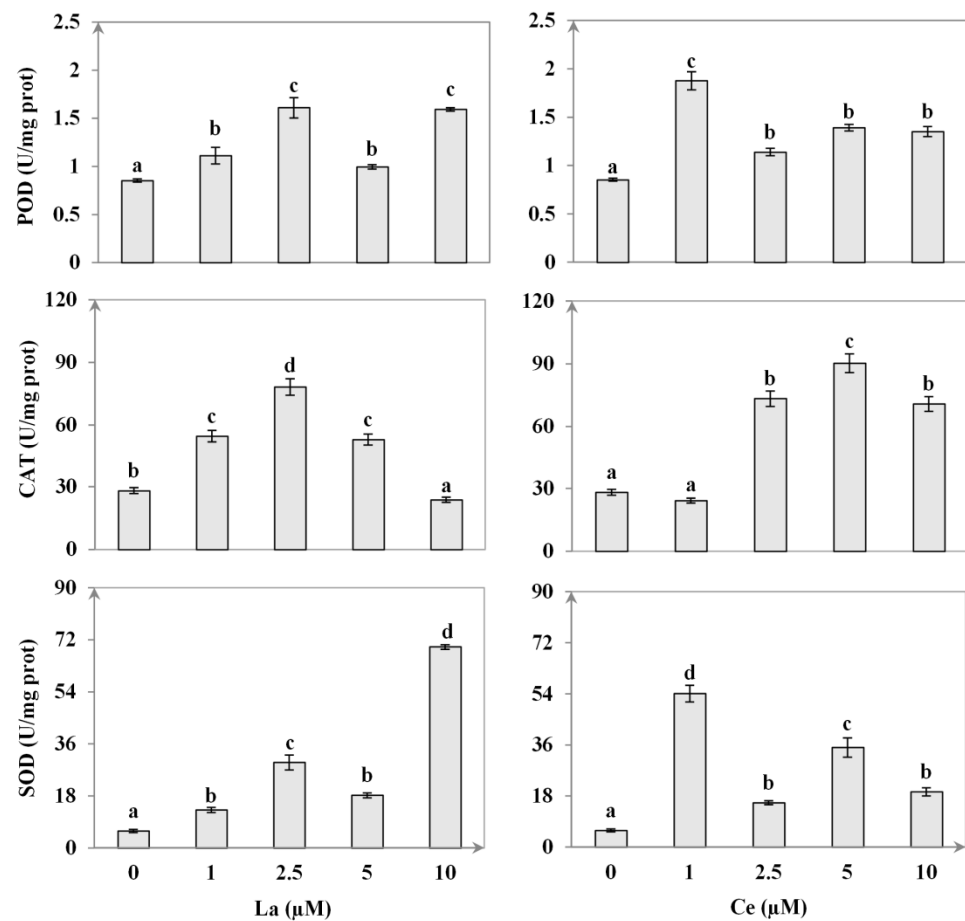 POD (U/mg prot)
2.5
2
1.5
1
0.5
0
a
b
c
b
c
2.5
2
1.5
1
0.5
0
a
c
b
b
b
CAT (U/mg prot)
120
90
60
30
0
b
c
d
c
a
120
90
60
30
0
a
a
b
c
b
SOD (U/mg prot)
90
72
54
36
18
0
a
b
c
b
d
0 1 2.5 5 10
La (µM)
90
72
54
36
18
0
a
d
b
c
b
0 1 2.5 5 10
Ce (µM)